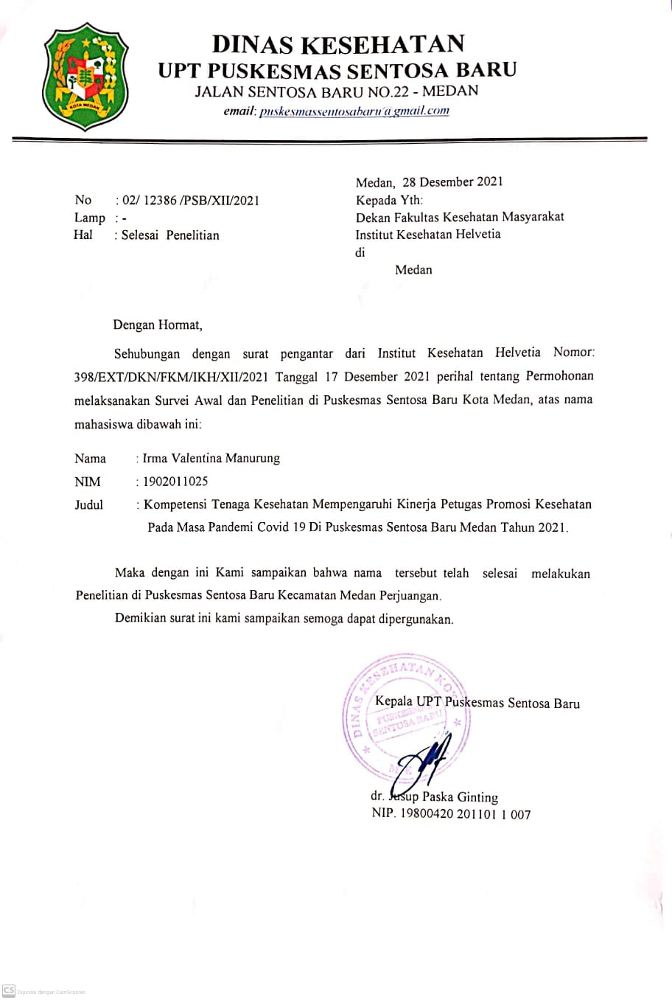 DINAS KESEHATAN
UPT PUSKESMAS SENTOSA BARU
JALAN SENTOSA BARU NO.22 - MEDAN
email: puskesmassentosabaru@gmail.com
KOTA MEDAN
Medan, 28 Desember 2021
No : 02/ 12386 /PSB/XII/2021
Kepada Yth:
Lamp : -
Dekan Fakultas Kesehatan Masyarakat
Hal : Selesai Penelitian
Institut Kesehatan Helvetia
di
Medan
Dengan Hormat,
Sehubungan dengan surat pengantar dari Institut Kesehatan Helvetia Nomor:
398/EXT/DKN/FKM/IKH/XII/2021 Tanggal 17 Desember 2021 perihal tentang Permohonan
melaksanakan Survei Awal dan Penelitian di Puskesmas Sentosa Baru Kota Medan, atas nama
mahasiswa dibawah ini:
Nama : Irma Valentina Manurung
NIM : 1902011025
Judul : Kompetensi Tenaga Kesehatan Mempengaruhi Kinerja Petugas Promosi Kesehatan
Pada Masa Pandemi Covid 19 Di Puskesmas Sentosa Baru Medan Tahun 2021.
Maka dengan ini Kami sampaikan bahwa nama tersebut telah selesai melakukan
Penelitian di Puskesmas Sentosa Baru Kecamatan Medan Perjuangan.
Demikian surat ini kami sampaikan semoga dapat dipergunakan.
DINAS KESEHATAN
Kepala UPT Puskesmas Sentosa Baru
SENTOSA BARU
dr. Jusup Paska Ginting
NIP. 19800420 201101 1 007
CS Dipindai dengan CamScanner